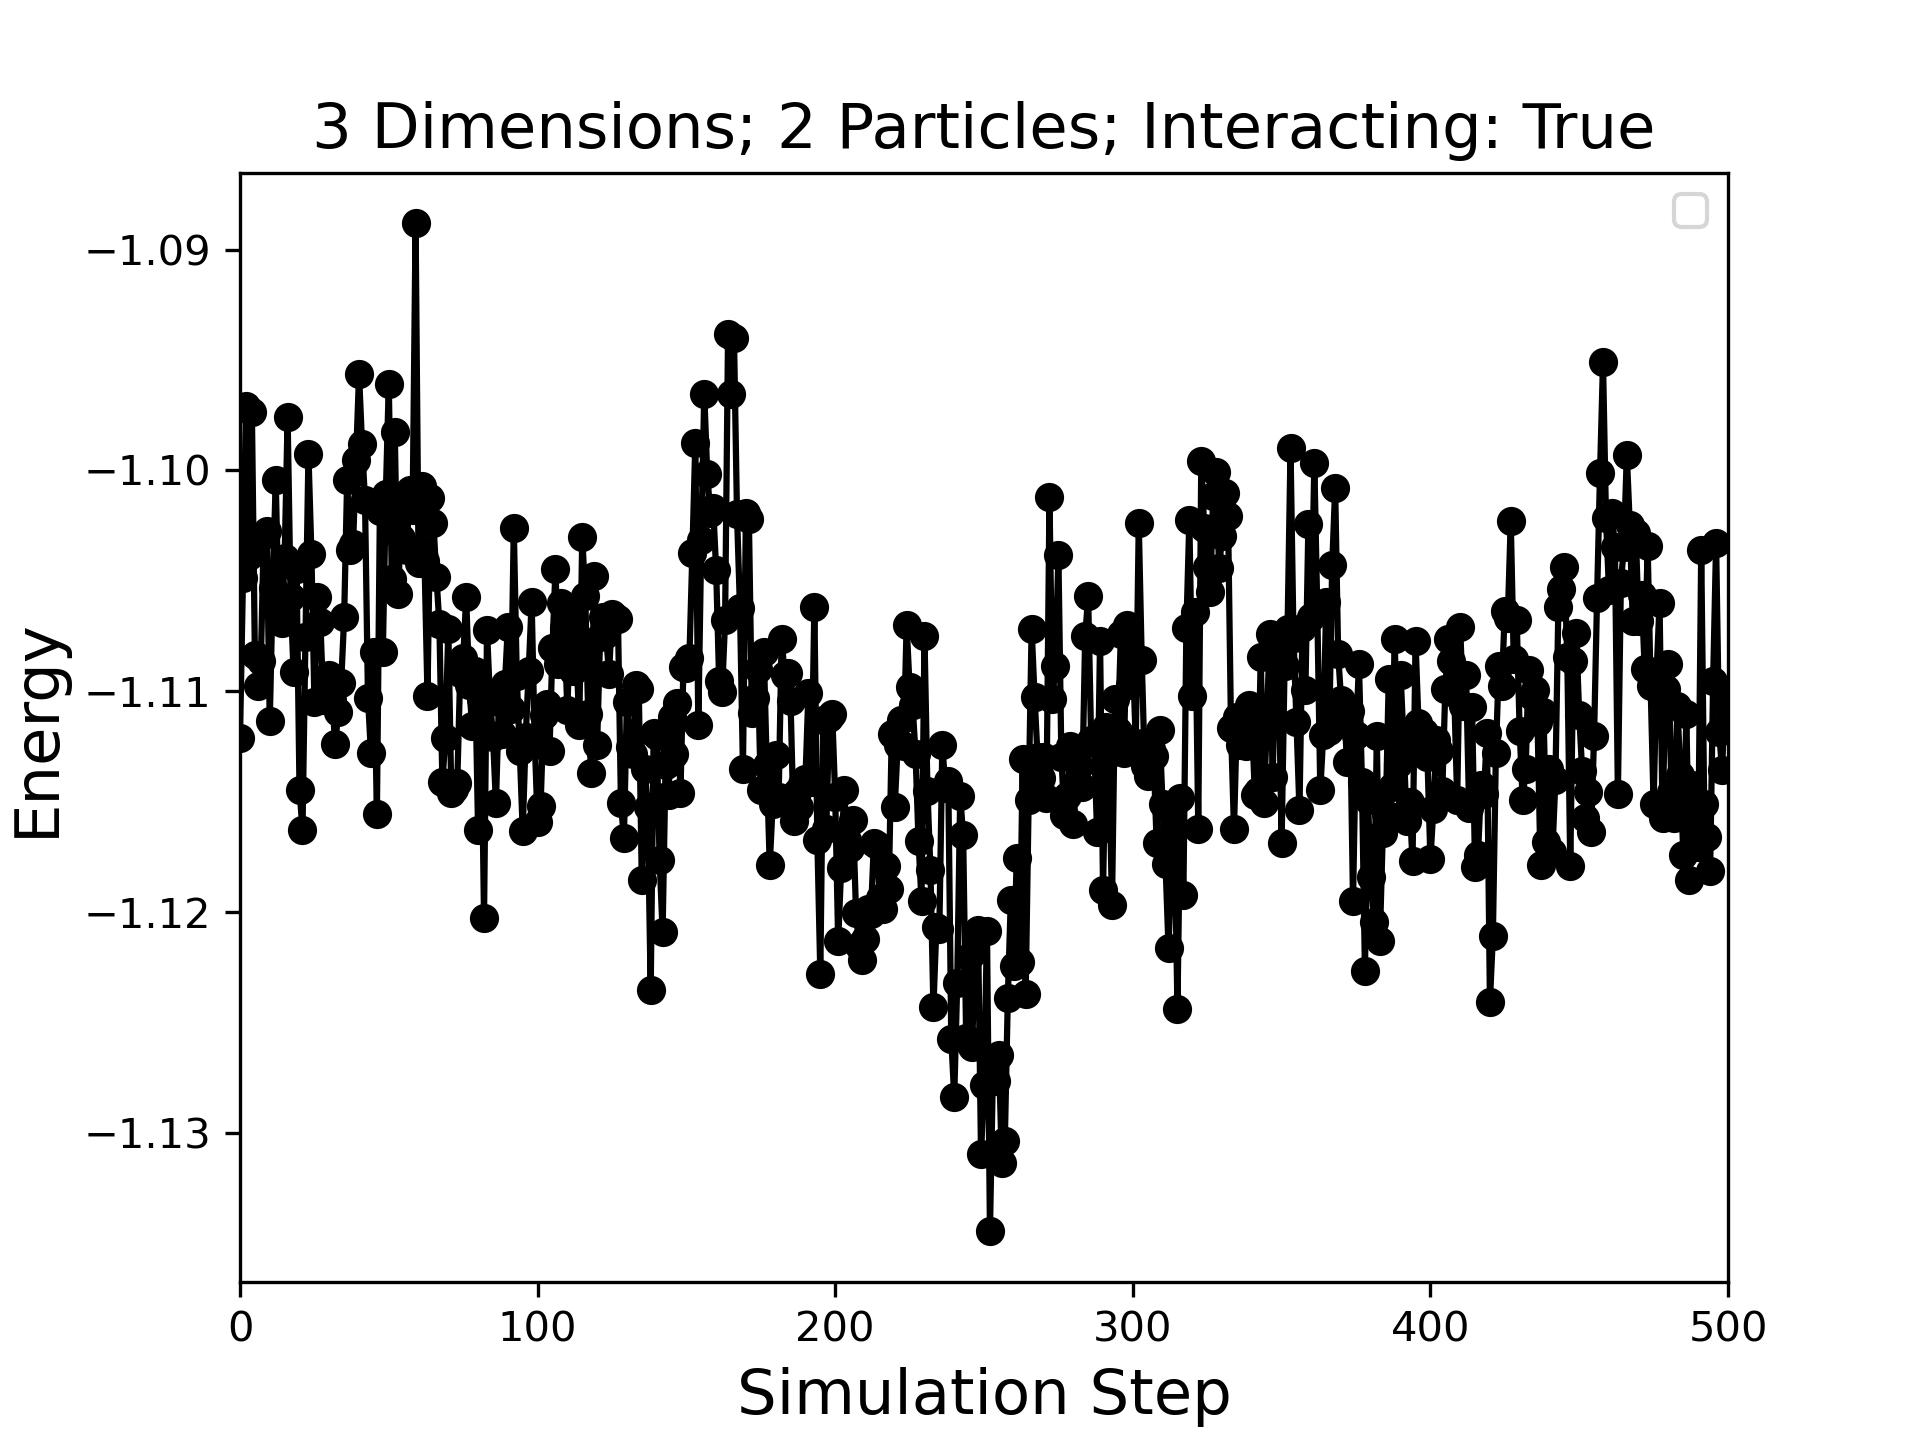 3 Dimensions; 2 Particles; Interacting: True
−1.09
−1.10
−1.11
−1.12
−1.13
Energy
0 100 200 300 400 500
Simulation Step